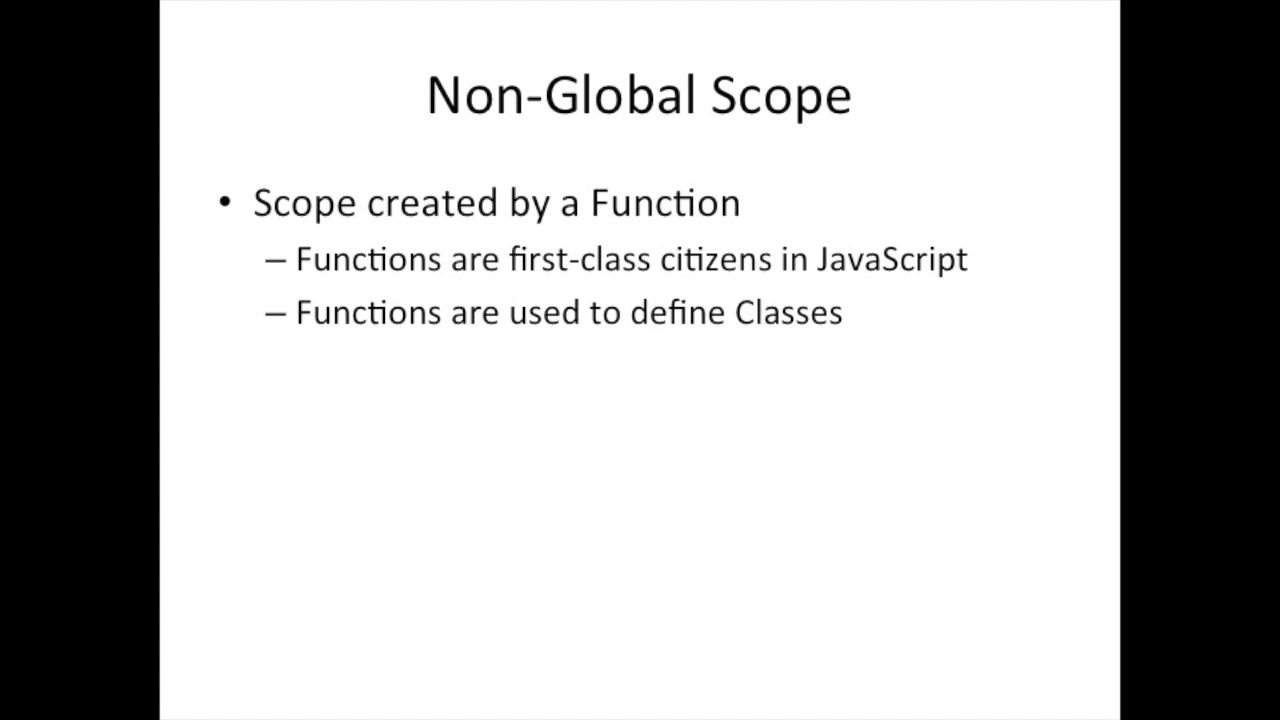 Non-Global Scope
• Scope created by a Function
– Functions are first-class citizens in JavaScript
– Functions are used to define Classes